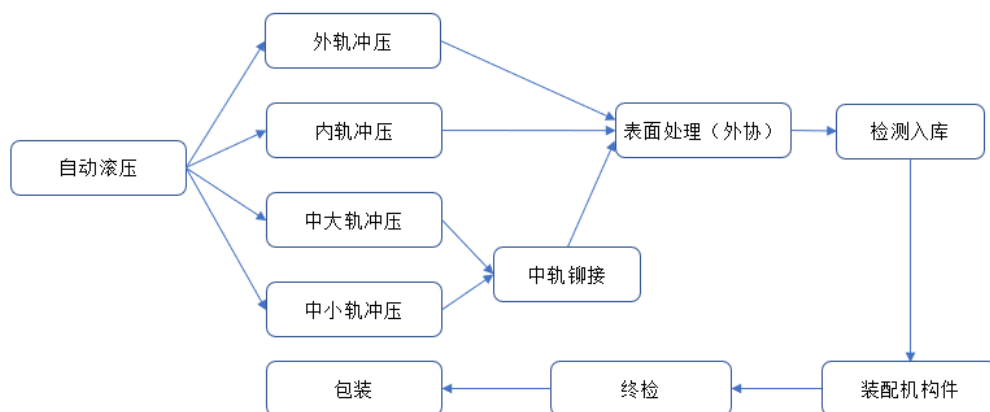 外轨冲压
内轨冲压
表面处理（外协）
检测入库
自动滚压
中大轨冲压
中轨铆接
中小轨冲压
包装
终检
装配机构件